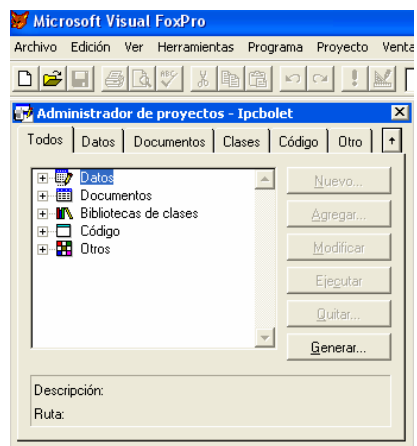 Microsoft Visual FoxPro
Archivo Edición Ver Herramientas Programa Proyecto Venta
Administrador de proyectos - Ipcbolet
Todos Datos Documentos Clases Código Otro
Datos
Documentos
Bibliotecas de clases
Código
Otros
Nuevo...
Agregar...
Modificar
Ejecutar
Quitar...
Generar...
Descripción:
Ruta: